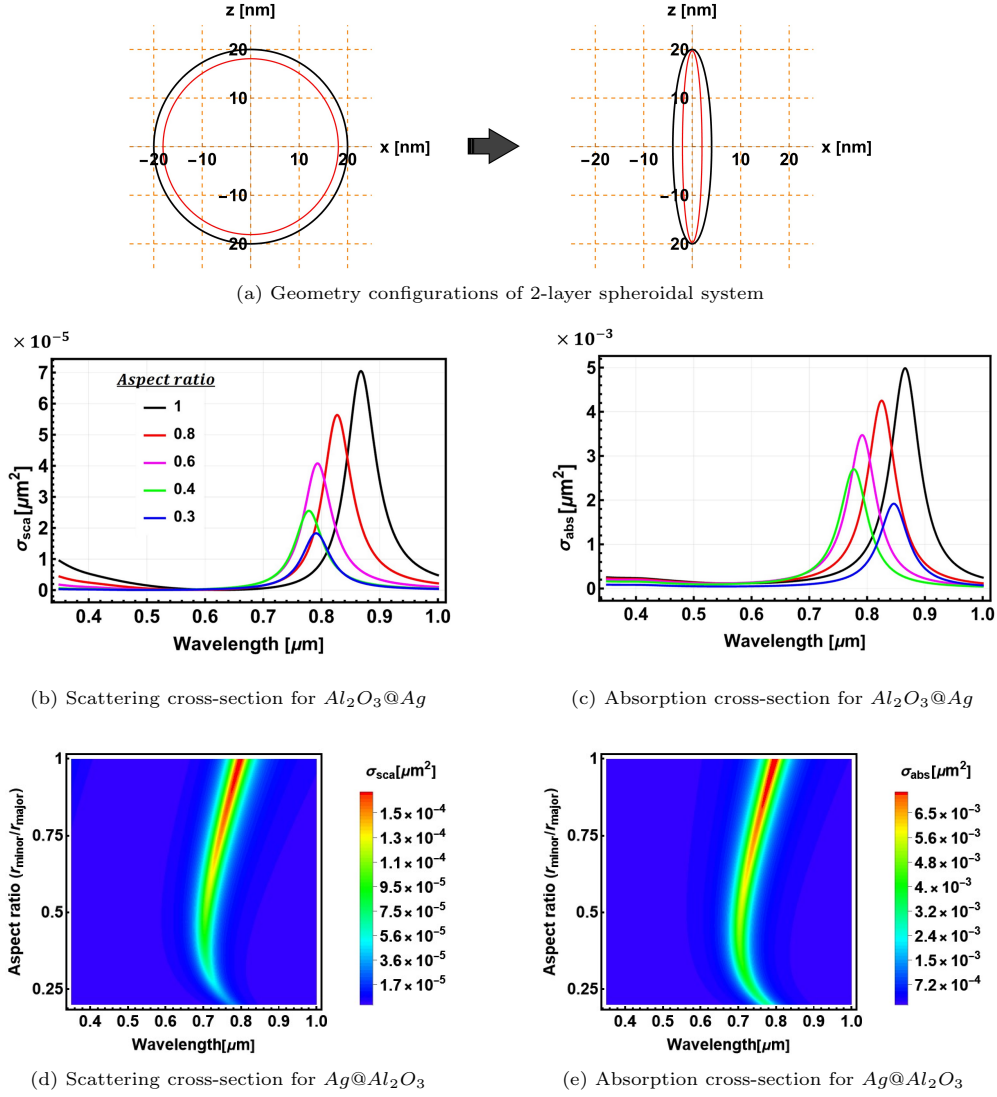 z [nm]
20
10
−20 −10 10 20
x [nm]
−10
20
z [nm]
20
10
−20 −10 10 20
x [nm]
−10
20
(a) Geometry configurations of 2-layer spheroidal system
× 10⁻⁵
σsca[μm²]
7
6
5
4
3
2
1
0
Aspect ratio
1
0.8
0.6
0.4
0.3
0.4 0.5 0.6 0.7 0.8 0.9 1.0
Wavelength [μm]
(b) Scattering cross-section for Al₂O₃@Ag
× 10⁻³
σabs[μm²]
5
4
3
2
1
0
0.4 0.5 0.6 0.7 0.8 0.9 1.0
Wavelength [μm]
(c) Absorption cross-section for Al₂O₃@Ag
Aspect ratio (rminor/rmajor)
1
0.75
0.5
0.25
0.4 0.5 0.6 0.7 0.8 0.9 1.0
Wavelength[μm]
σsca[μm²]
1.5×10⁻⁴
1.3×10⁻⁴
1.1×10⁻⁴
9.5×10⁻⁵
5.6×10⁻⁵
3.6×10⁻⁵
1.7×10⁻⁵
(d) Scattering cross-section for Ag@Al₂O₃
Aspect ratio (rminor/rmajor)
1
0.75
0.5
0.25
0.4 0.5 0.6 0.7 0.8 0.9 1.0
Wavelength[μm]
σabs[μm²]
6.5×10⁻³
5.6×10⁻³
4.8×10⁻³
4.×10⁻³
3.2×10⁻³
2.4×10⁻³
1.4×10⁻³
7.2×10⁻⁴
(e) Absorption cross-section for Ag@Al₂O₃